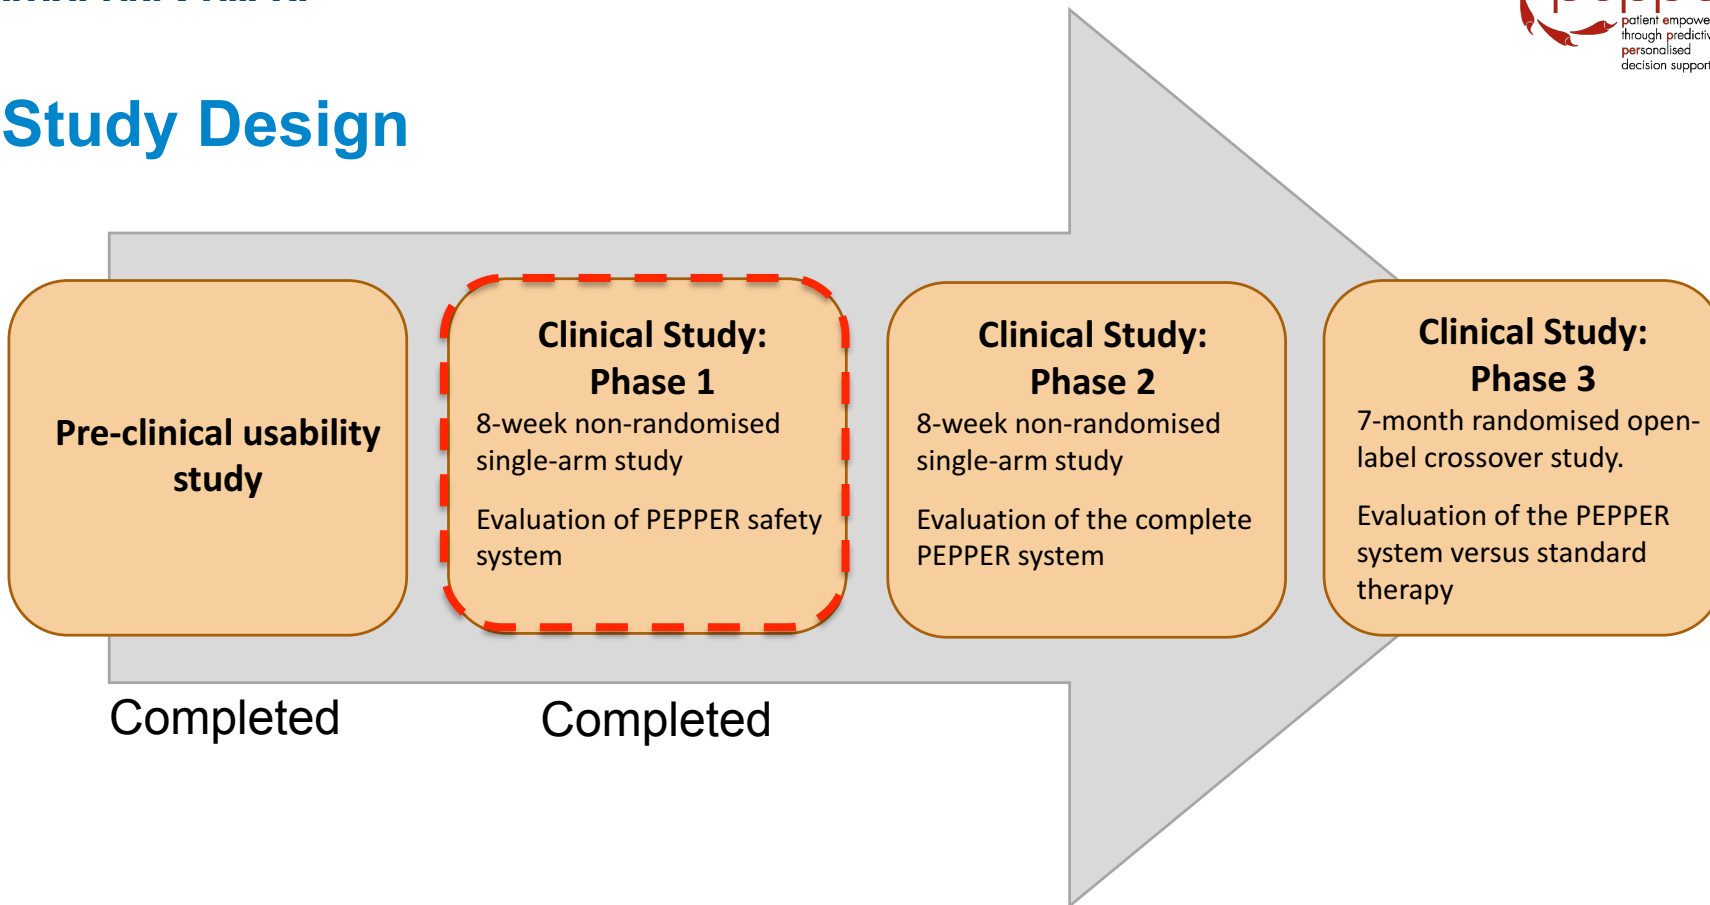 patient empowe
through predictiv
personalised
decision support
Study Design
Pre-clinical usability
study
Clinical Study:
Phase 1
8-week non-randomised
single-arm study
Evaluation of PEPPER safety
system
Clinical Study:
Phase 2
8-week non-randomised
single-arm study
Evaluation of the complete
PEPPER system
Clinical Study:
Phase 3
7-month randomised open-
label crossover study.
Evaluation of the PEPPER
system versus standard
therapy
Completed
Completed